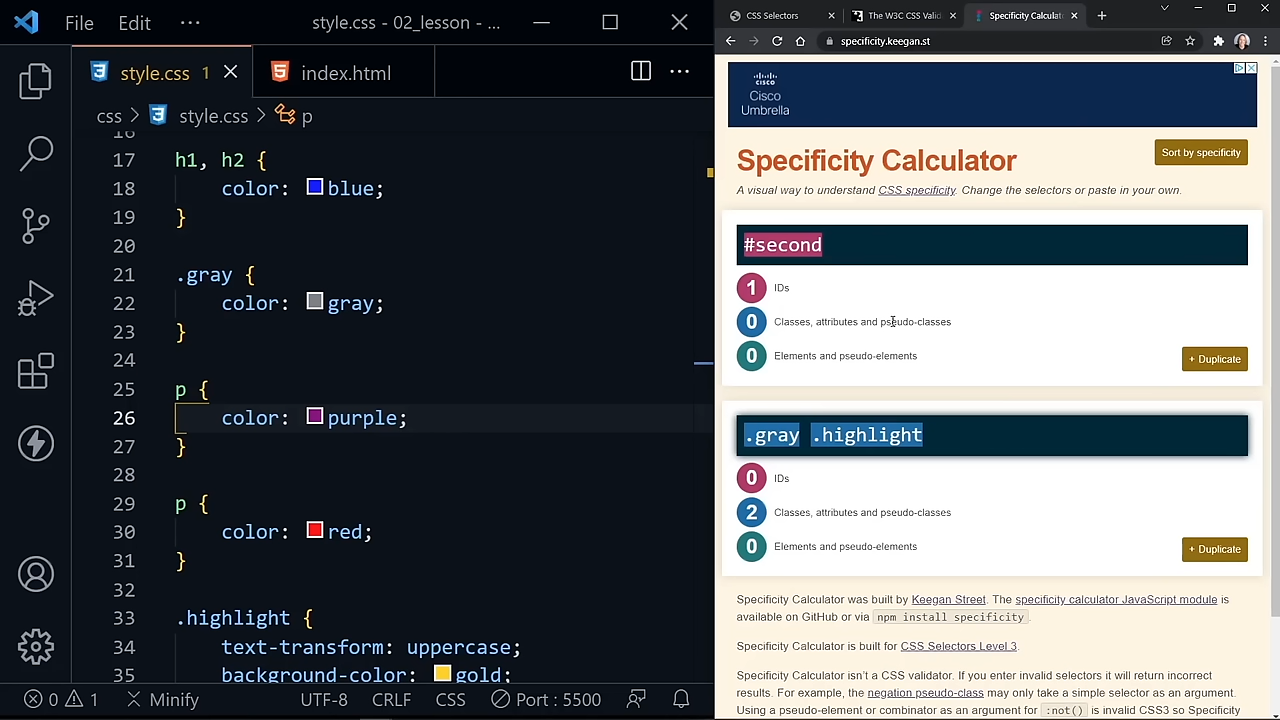 File Edit ··· style.css - 02_lesson - ...
style.css 1 index.html ···
css > style.css > p
16
17 h1, h2 {
18 color: blue;
19 }
20
21 .gray {
22 color: gray;
23 }
24
25 p {
26 color: purple;
27 }
28
29 p {
30 color: red;
31 }
32
33 .highlight {
34 text-transform: uppercase;
35 background-color: gold;
0 1 Minify UTF-8 CRLF CSS Port : 5500
CSS Selectors The W3C CSS Valid Specificity Calculat
specificity.keegan.st
CISCO
Cisco
Umbrella
Specificity Calculator
Sort by specificity
A visual way to understand CSS specificity. Change the selectors or paste in your own.
#second
1 IDs
0 Classes, attributes and pseudo-classes
0 Elements and pseudo-elements
+ Duplicate
.gray .highlight
0 IDs
2 Classes, attributes and pseudo-classes
0 Elements and pseudo-elements
+ Duplicate
Specificity Calculator was built by Keegan Street. The specificity calculator JavaScript module is
available on GitHub or via npm install specificity.
Specificity Calculator is built for CSS Selectors Level 3.
Specificity Calculator isn't a CSS validator. If you enter invalid selectors it will return incorrect
results. For example, the negation pseudo-class may only take a simple selector as an argument.
Using a pseudo-element or combinator as an argument for :not() is invalid CSS3 so Specificity